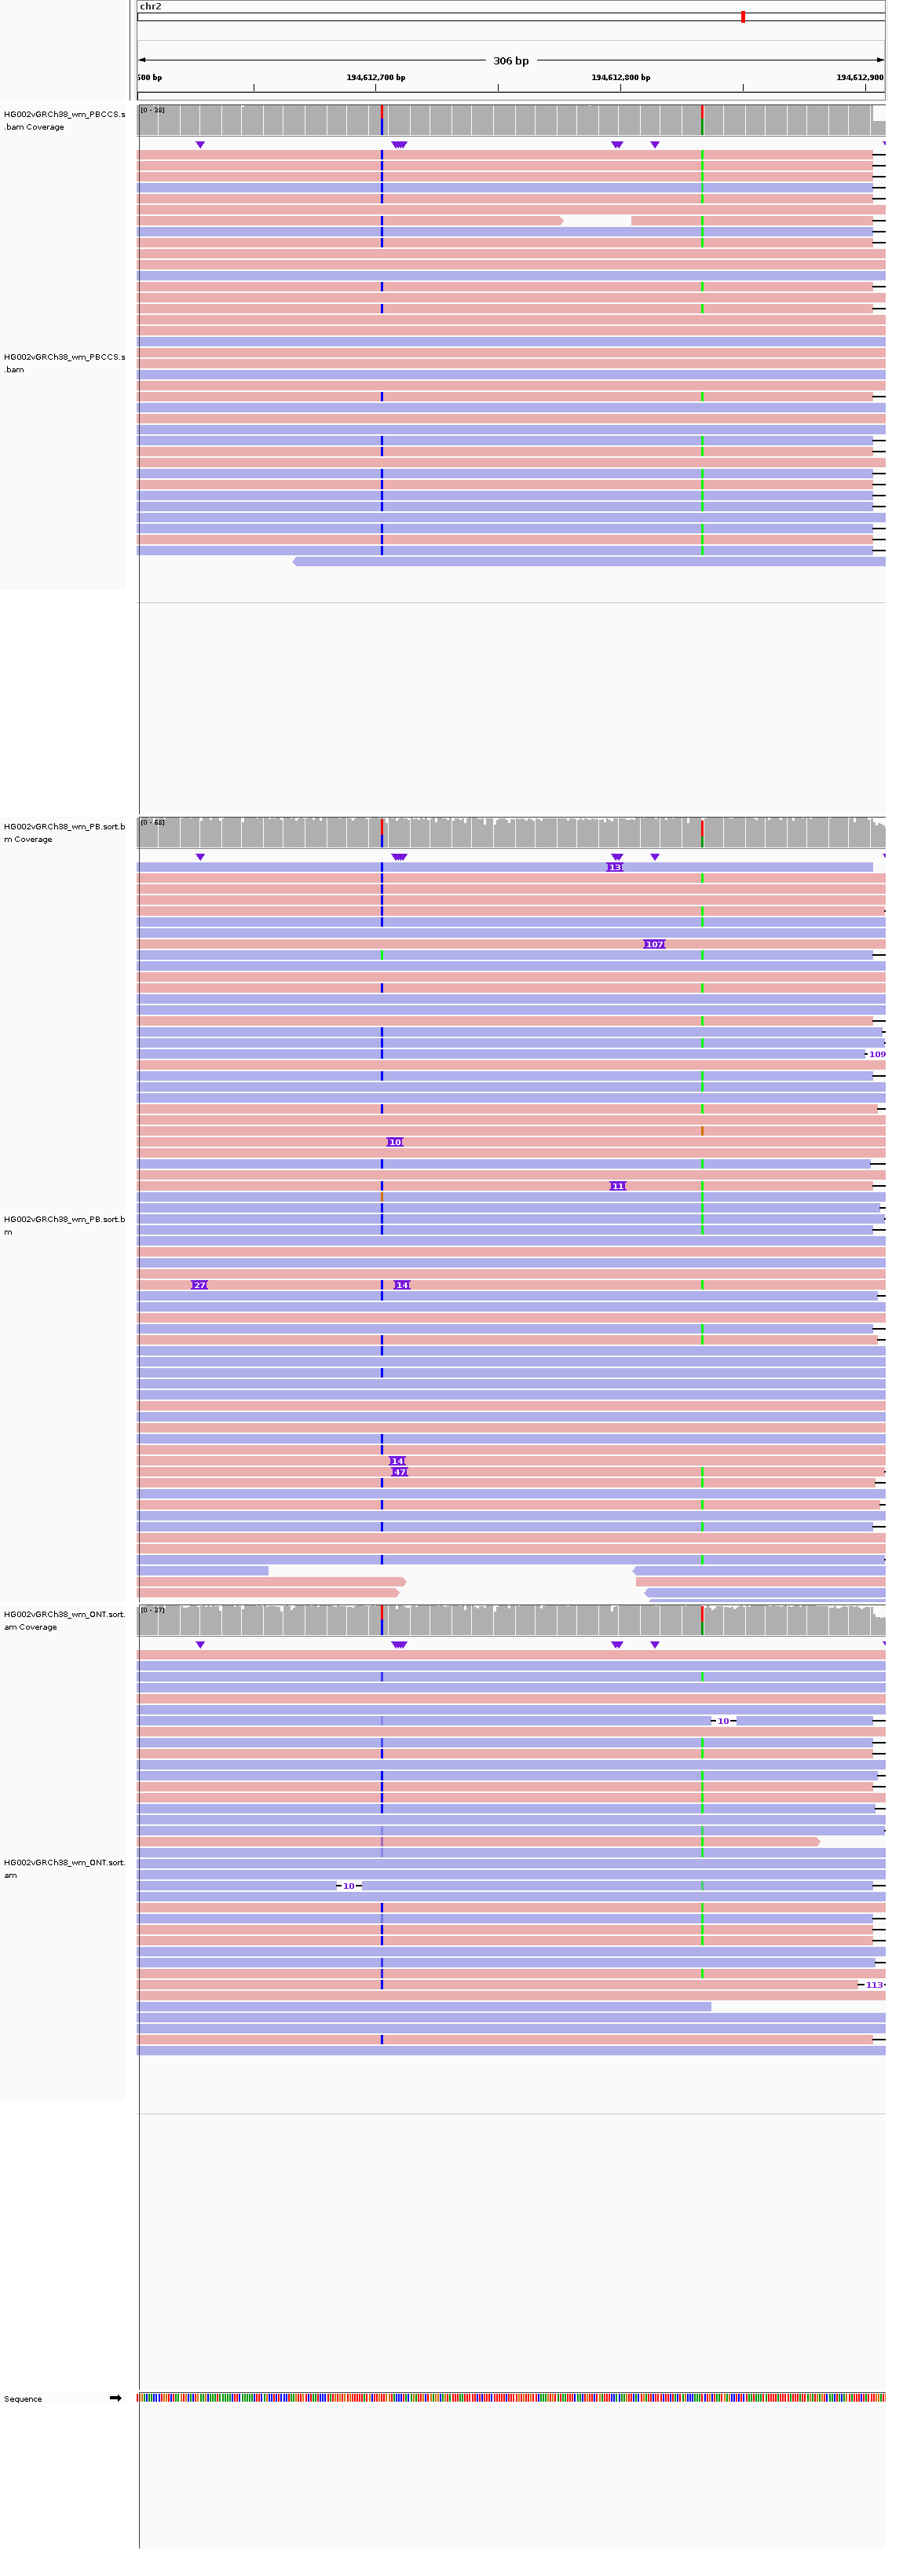 chr2
306 bp
500 bp
194,612,700 bp
194,612,800 bp
194,612,900
HG002vGRCh38_wm_PBCCS.s
.bam Coverage
[0 - 38]
HG002vGRCh38_wm_PBCCS.s
.bam
HG002vGRCh38_wm_PB.sort.b
m Coverage
[0 - 68]
13
107
109
10
11
HG002vGRCh38_wm_PB.sort.b
m
27
14
14
47
HG002vGRCh38_wm_ONT.sort.
am Coverage
[0 - 37]
10
HG002vGRCh38_wm_ONT.sort.
am
10
113
Sequence